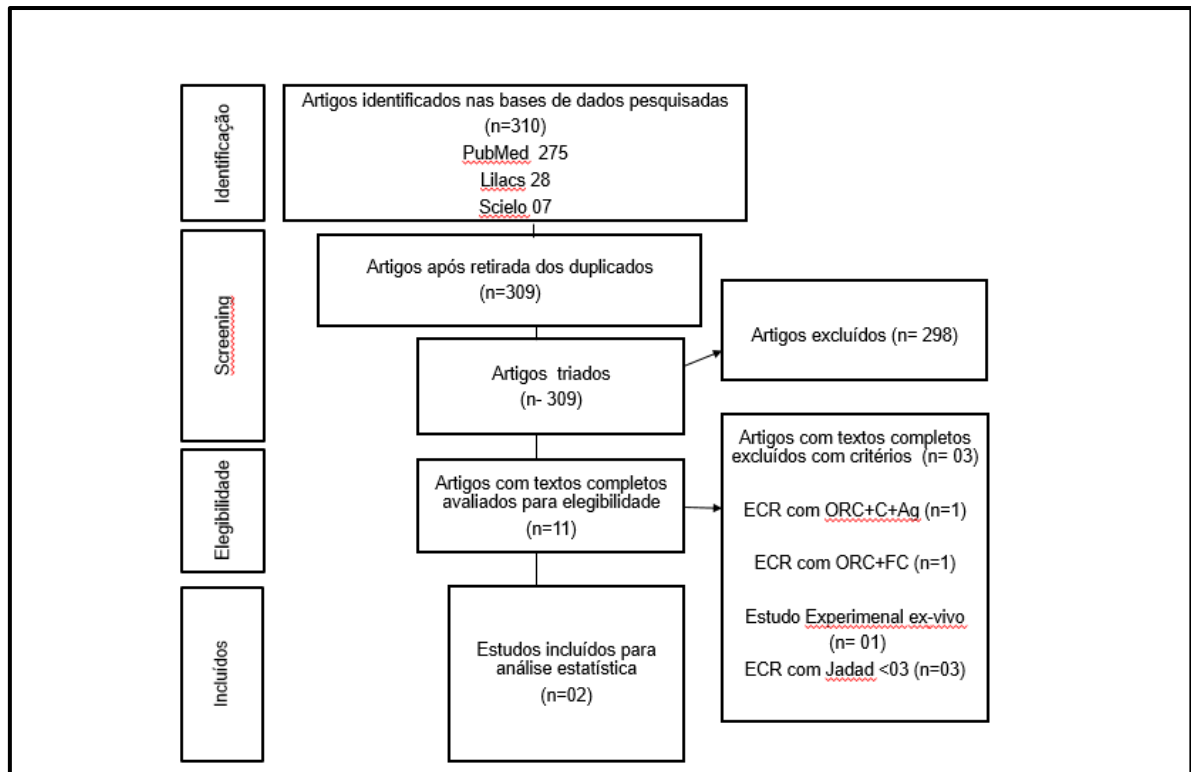 Identificação
Artigos identificados nas bases de dados pesquisadas
(n=310)
PubMed 275
Lilacs 28
Scielo 07
Screening
Artigos após retirada dos duplicados
(n=309)
Artigos triados
(n- 309)
Artigos excluídos (n= 298)
Elegibilidade
Artigos com textos completos
avaliados para elegibilidade
(n=11)
Artigos com textos completos
excluídos com critérios (n= 03)
ECR com ORC+C+Ag (n=1)
ECR com ORC+FC (n=1)
Estudo Experimenal ex-vivo
(n= 01)
ECR com Jadad <03 (n=03)
Incluídos
Estudos incluídos para
análise estatística
(n=02)